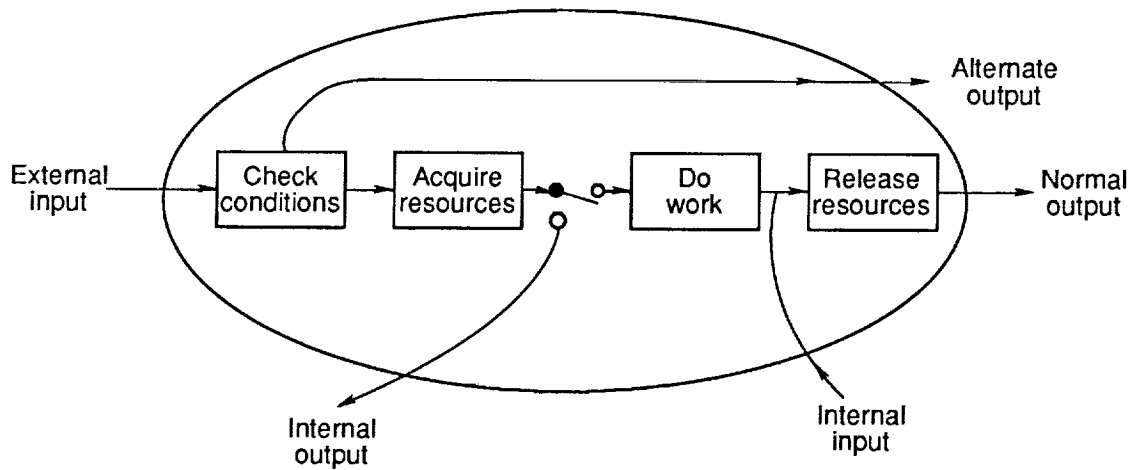 Alternate
output
External
input
Check
conditions
Acquire
resources
Do
work
Release
resources
Normal
output
Internal
output
Internal
input